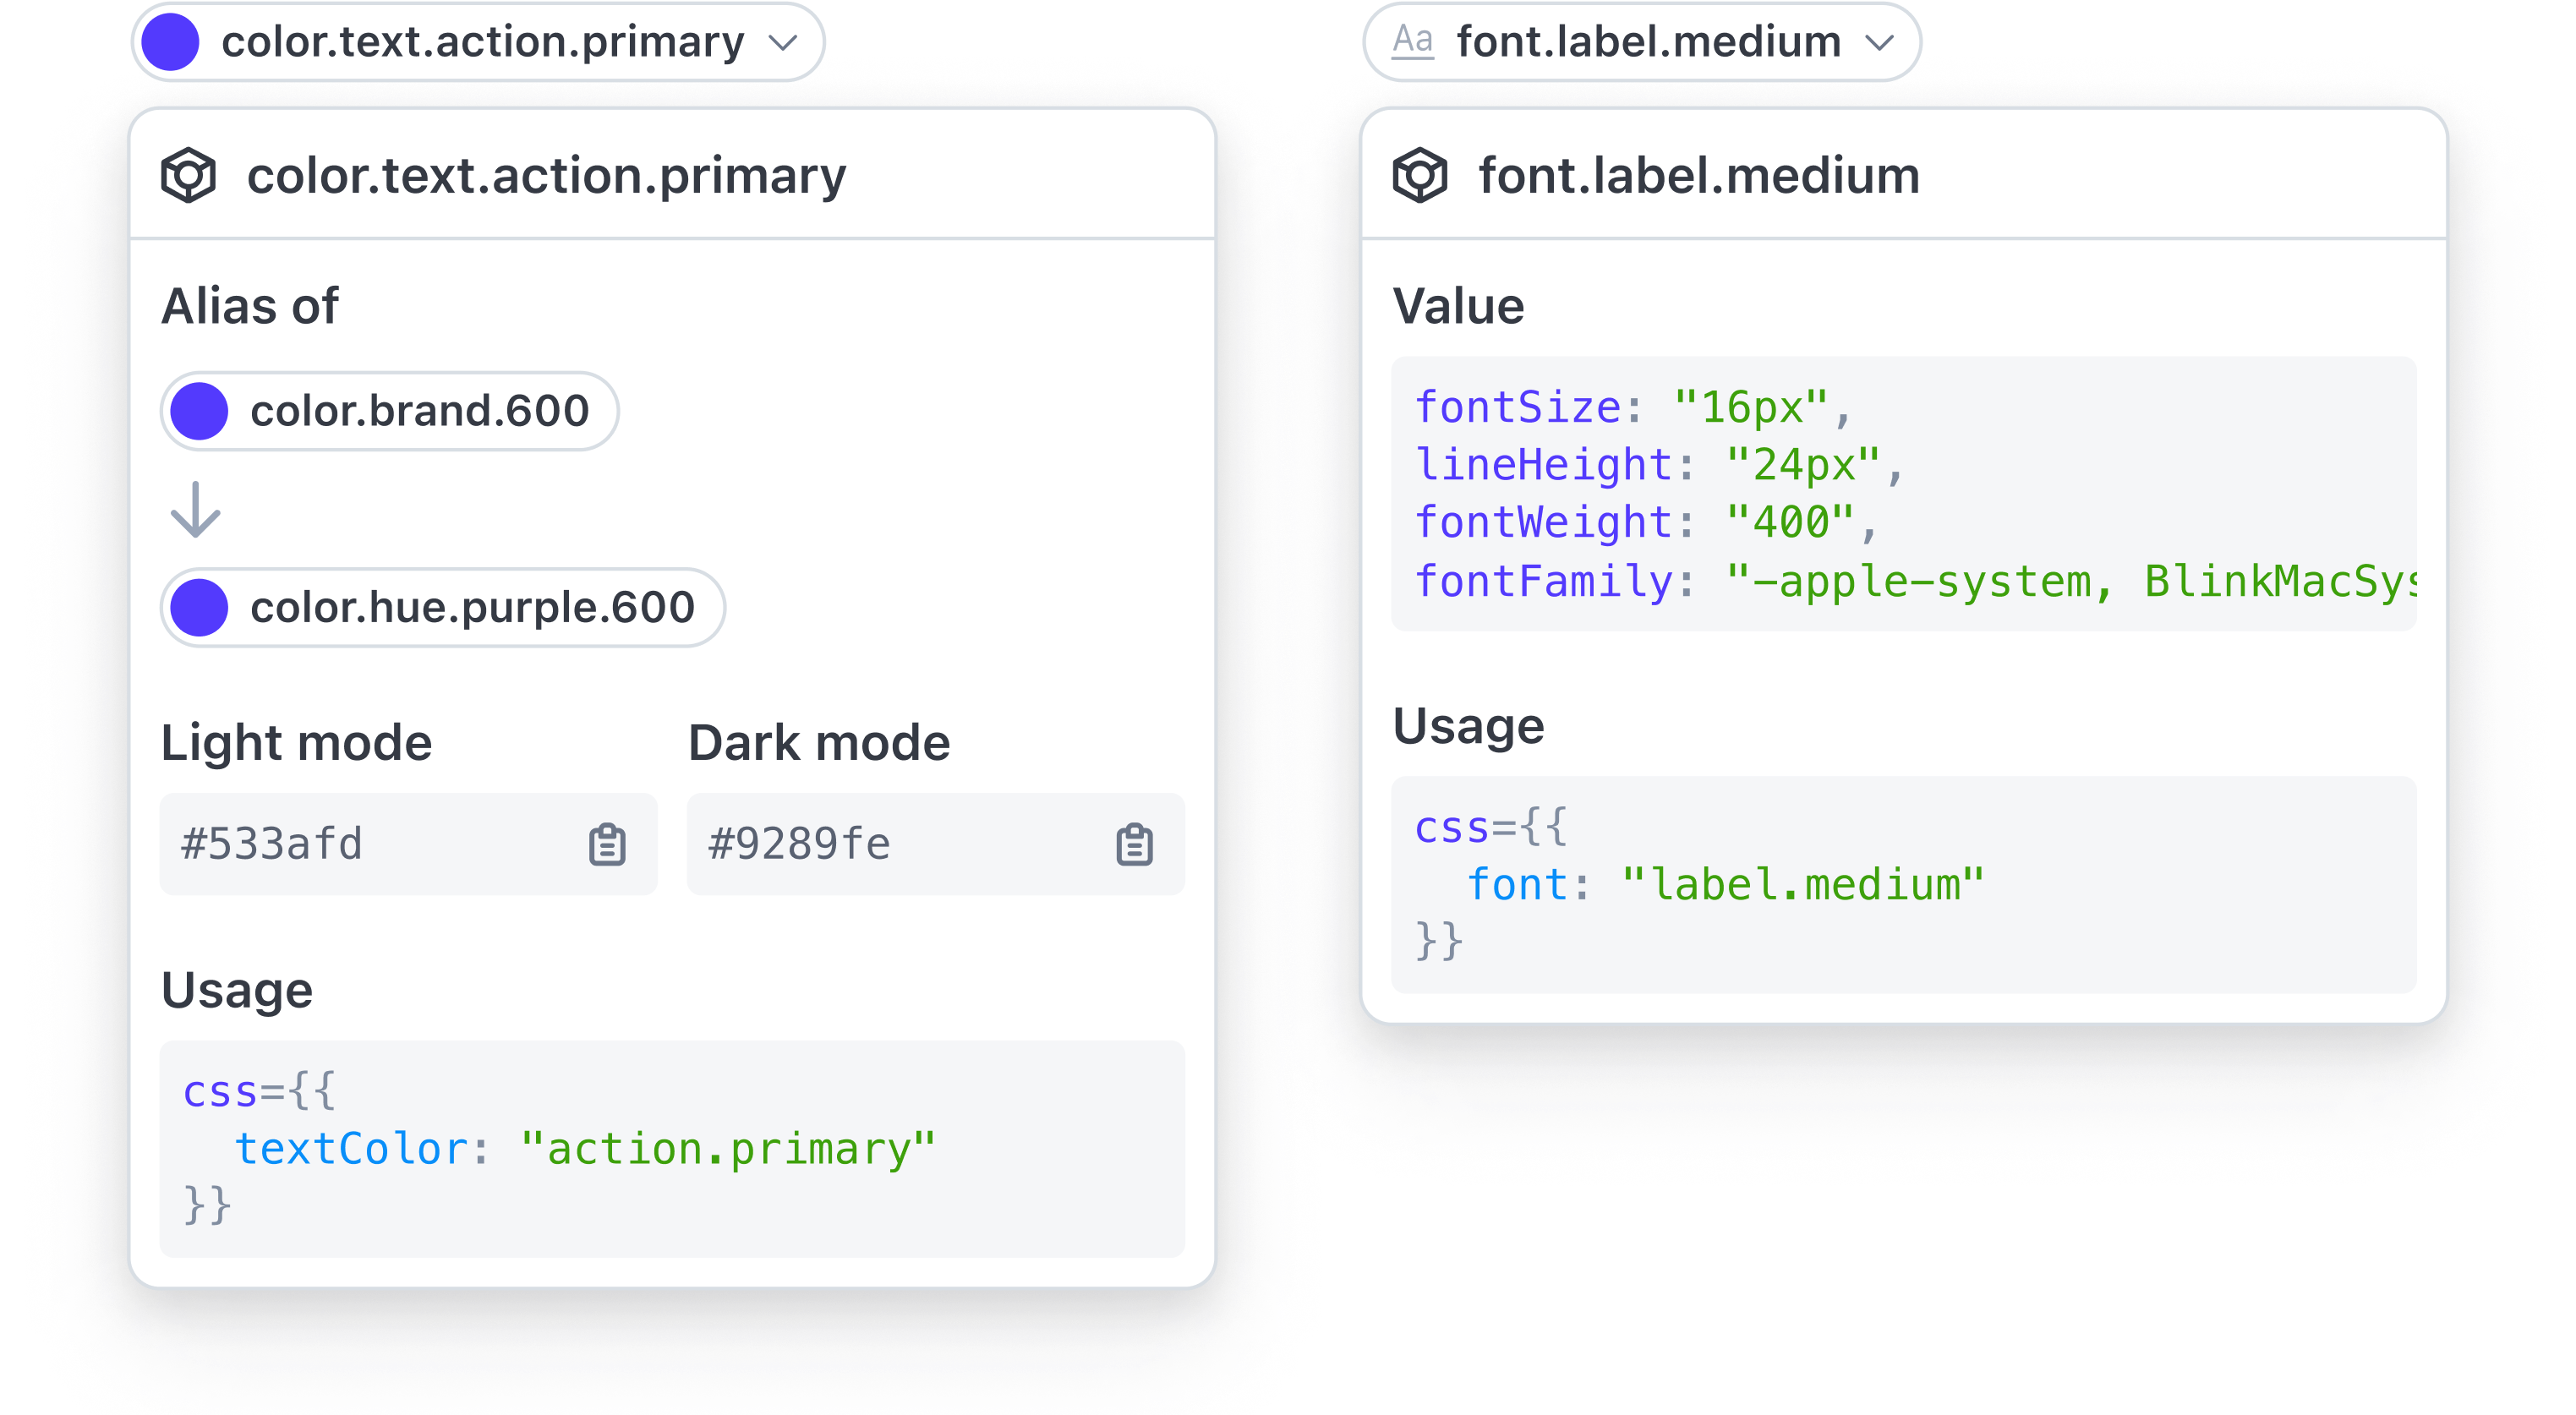 color.text.action.primary
color.text.action.primary
Alias of
color.brand.600
color.hue.purple.600
Light mode
Dark mode
#533afd
#9289fe
Usage
css={{
  textColor: "action.primary"
}}
Aa font.label.medium
font.label.medium
Value
fontSize: "16px",
lineHeight: "24px",
fontWeight: "400",
fontFamily: "-apple-system, BlinkMacSys
Usage
css={{
  font: "label.medium"
}}